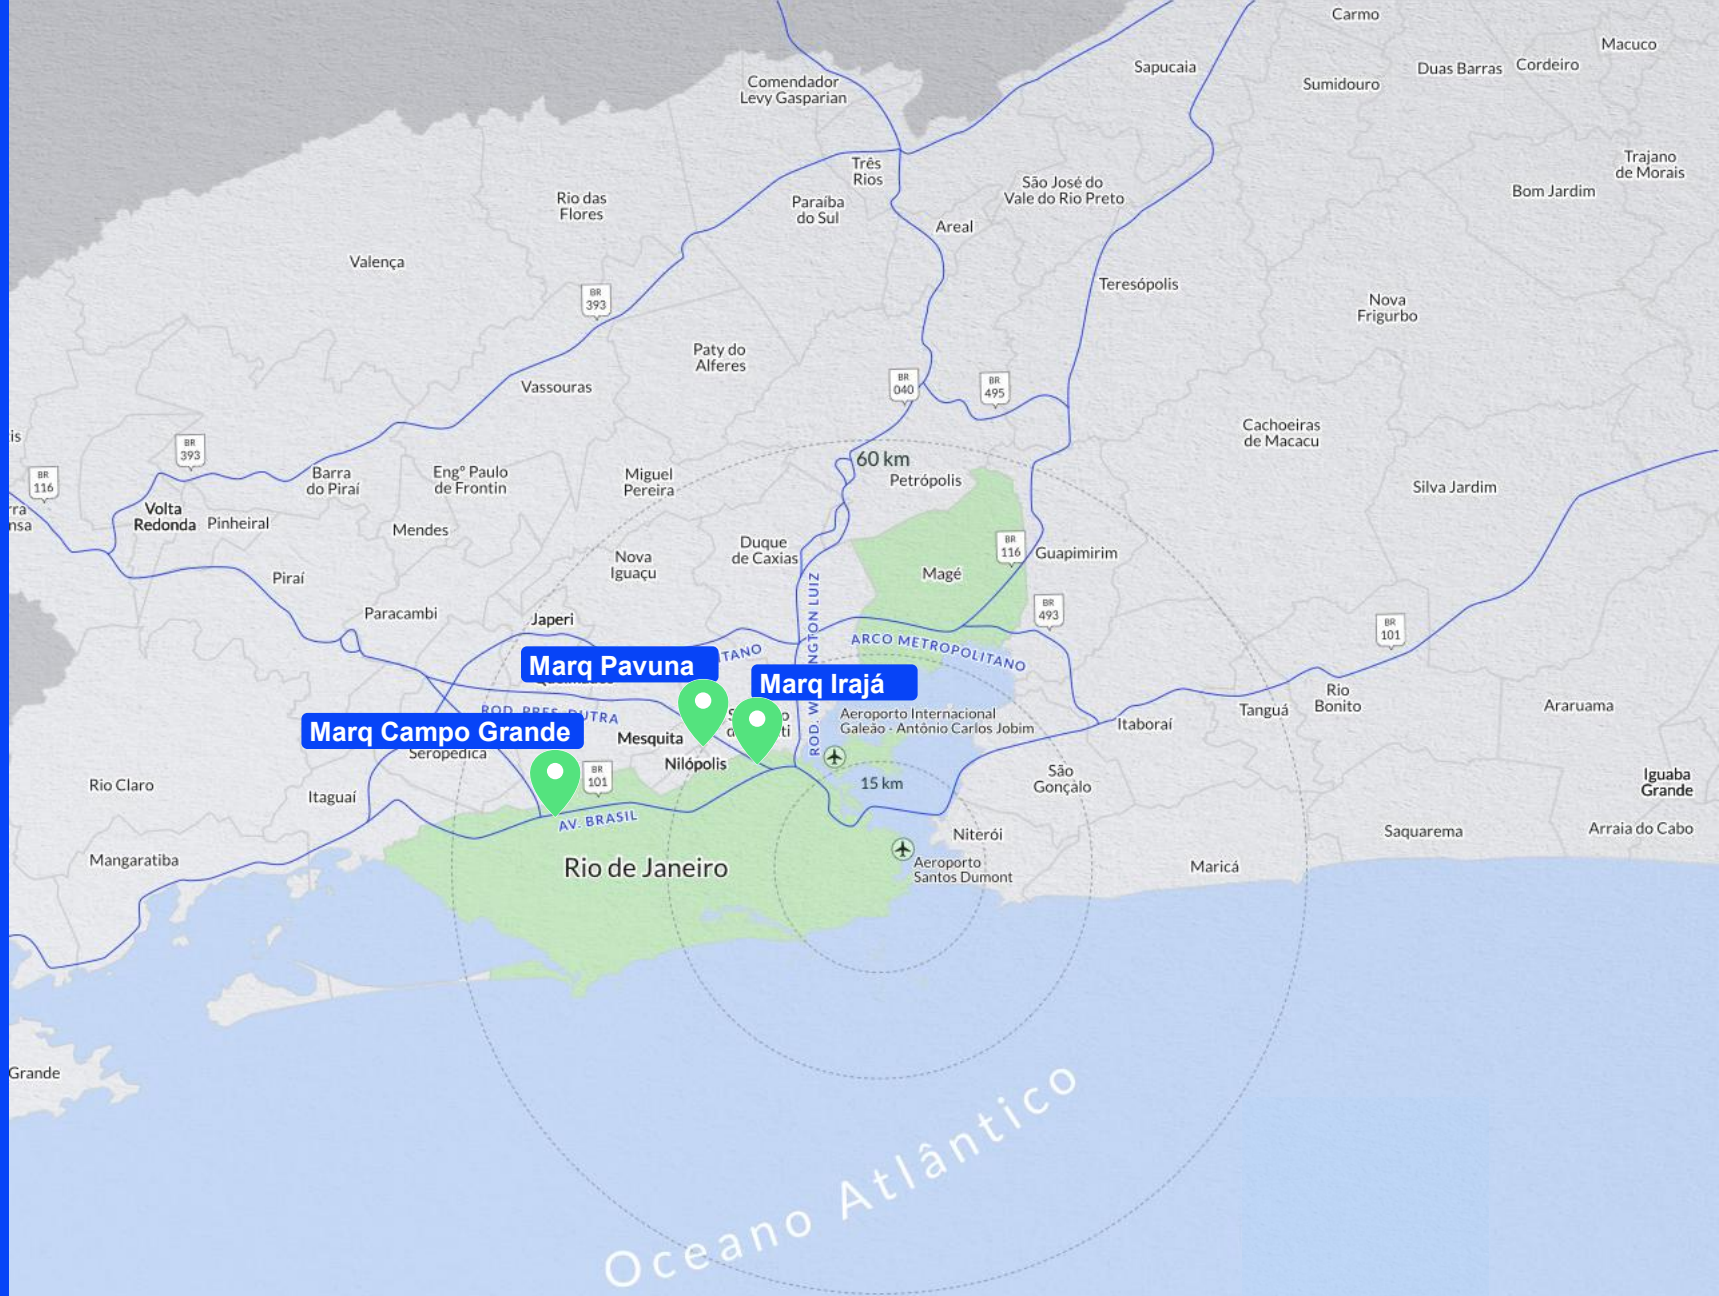 Carmo
Macuco
Comendador
Levy Gasparian
Sapucaia
Sumidouro
Duas Barras
Cordeiro
Três
Rios
Rio das
Flores
Paraíba
do Sul
São José do
Vale do Rio Preto
Bom Jardim
Trajano
de Morais
Areal
Valença
Teresópolis
Nova
Frigurbo
BR
393
Paty do
Alferes
Vassouras
BR
040
BR
495
Cachoeiras
de Macacu
BR
393
BR
116
Volta
Redonda
Pinheiral
Barra
do Piraí
Engº Paulo
de Frontin
Mendes
Miguel
Pereira
60 km
Petrópolis
Silva Jardim
Duque
de Caxias
Nova
Iguaçu
Magé
BR
116
Guapimirim
Piraí
Paracambi
Japeri
BR
493
BR
101
ARCO METROPOLITANO
Marq Pavuna
Marq Irajá
ROD. PRES. DUTRA
Marq Campo Grande
Seropédica
Mesquita
Nilópolis
Aeroporto Internacional
Galeão - Antônio Carlos Jobim
Itaboraí
Tanguá
Rio
Bonito
Araruama
Rio Claro
Itaguaí
BR
101
AV. BRASIL
15 km
São
Gonçalo
Iguaba
Grande
Mangaratiba
Rio de Janeiro
Niterói
Aeroporto
Santos Dumont
Maricá
Saquarema
Arraia do Cabo
Grande
Oceano Atlântico